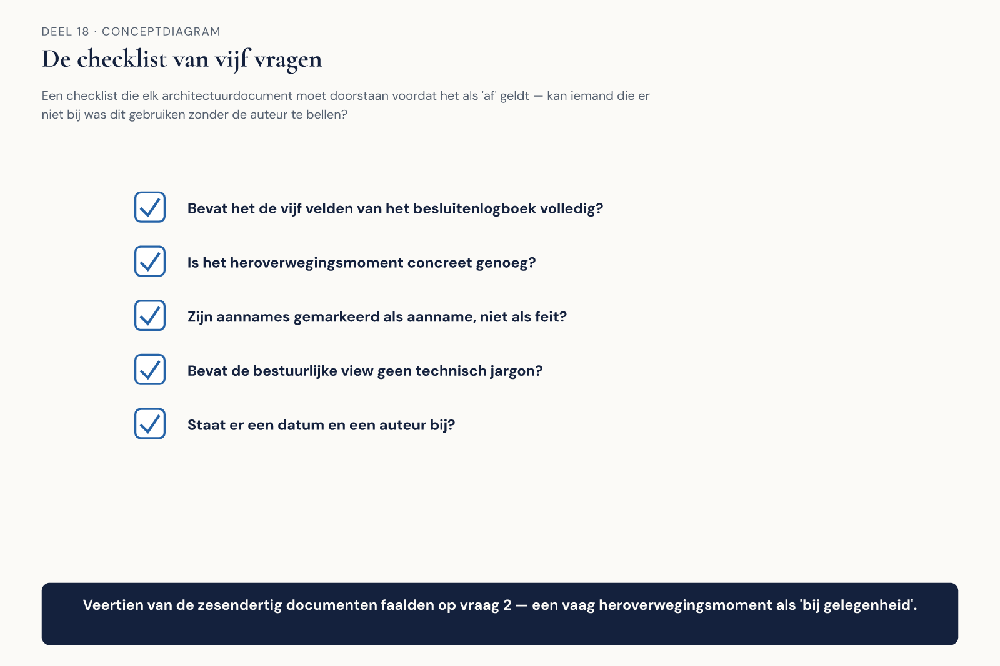 DEEL 18 · CONCEPTDIAGRAM
De checklist van vijf vragen
Een checklist die elk architectuurdocument moet doorstaan voordat het als 'af' geldt — kan iemand die er
niet bij was dit gebruiken zonder de auteur te bellen?
Bevat het de vijf velden van het besluitenlogboek volledig?
Is het heroverwegingsmoment concreet genoeg?
Zijn aannames gemarkeerd als aanname, niet als feit?
Bevat de bestuurlijke view geen technisch jargon?
Staat er een datum en een auteur bij?
Veertien van de zesendertig documenten faalden op vraag 2 — een vaag heroverwegingsmoment als 'bij gelegenheid'.